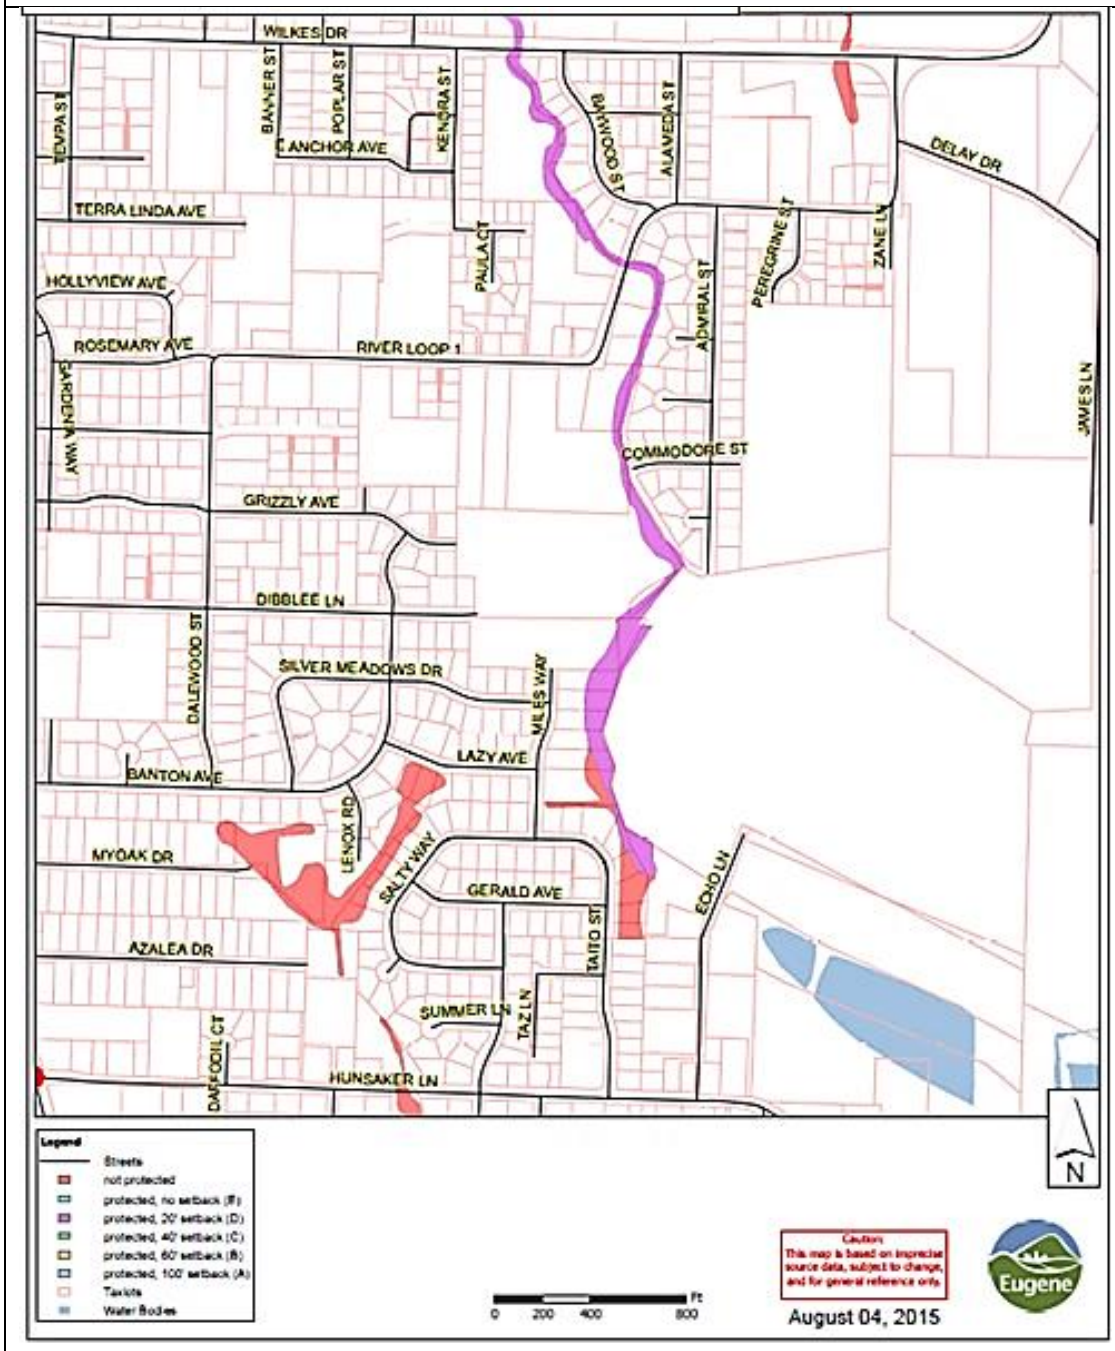 WILKES DR
BANNER ST
POPLAR ST
KENORA ST
BARWOOD ST
ALAMEDA ST
TEMPA ST
ANCHOR AVE
DELAY DR
TERRA LINDA AVE
PAULA CT
PEREGRINE ST
ZANE LN
HOLLYVIEW AVE
ADMIRAL ST
ROSEMARY AVE
RIVER LOOP 1
GARDENIA WAY
JAMES LN
COMMODORE ST
GRIZZLY AVE
DIBBLEE LN
DALEWOOD ST
SILVER MEADOWS DR
MILES WAY
LAZY AVE
BANTON AVE
LENOX RD
MYOAK DR
SALTY WAY
GERALD AVE
ECHO LN
AZALEA DR
TAITO ST
SUMMER LN
TAZ LN
DAFFODIL CT
HUNSAKER LN
N
Legend
Streets
not protected
protected, no setback (E)
protected, 20' setback (D)
protected, 40' setback (C)
protected, 60' setback (B)
protected, 100' setback (A)
Taxlots
Water Bodies
Ft
0 200 400 800
Caution:
This map is based on imprecise
source data, subject to change,
and for general reference only.
August 04, 2015
Eugene